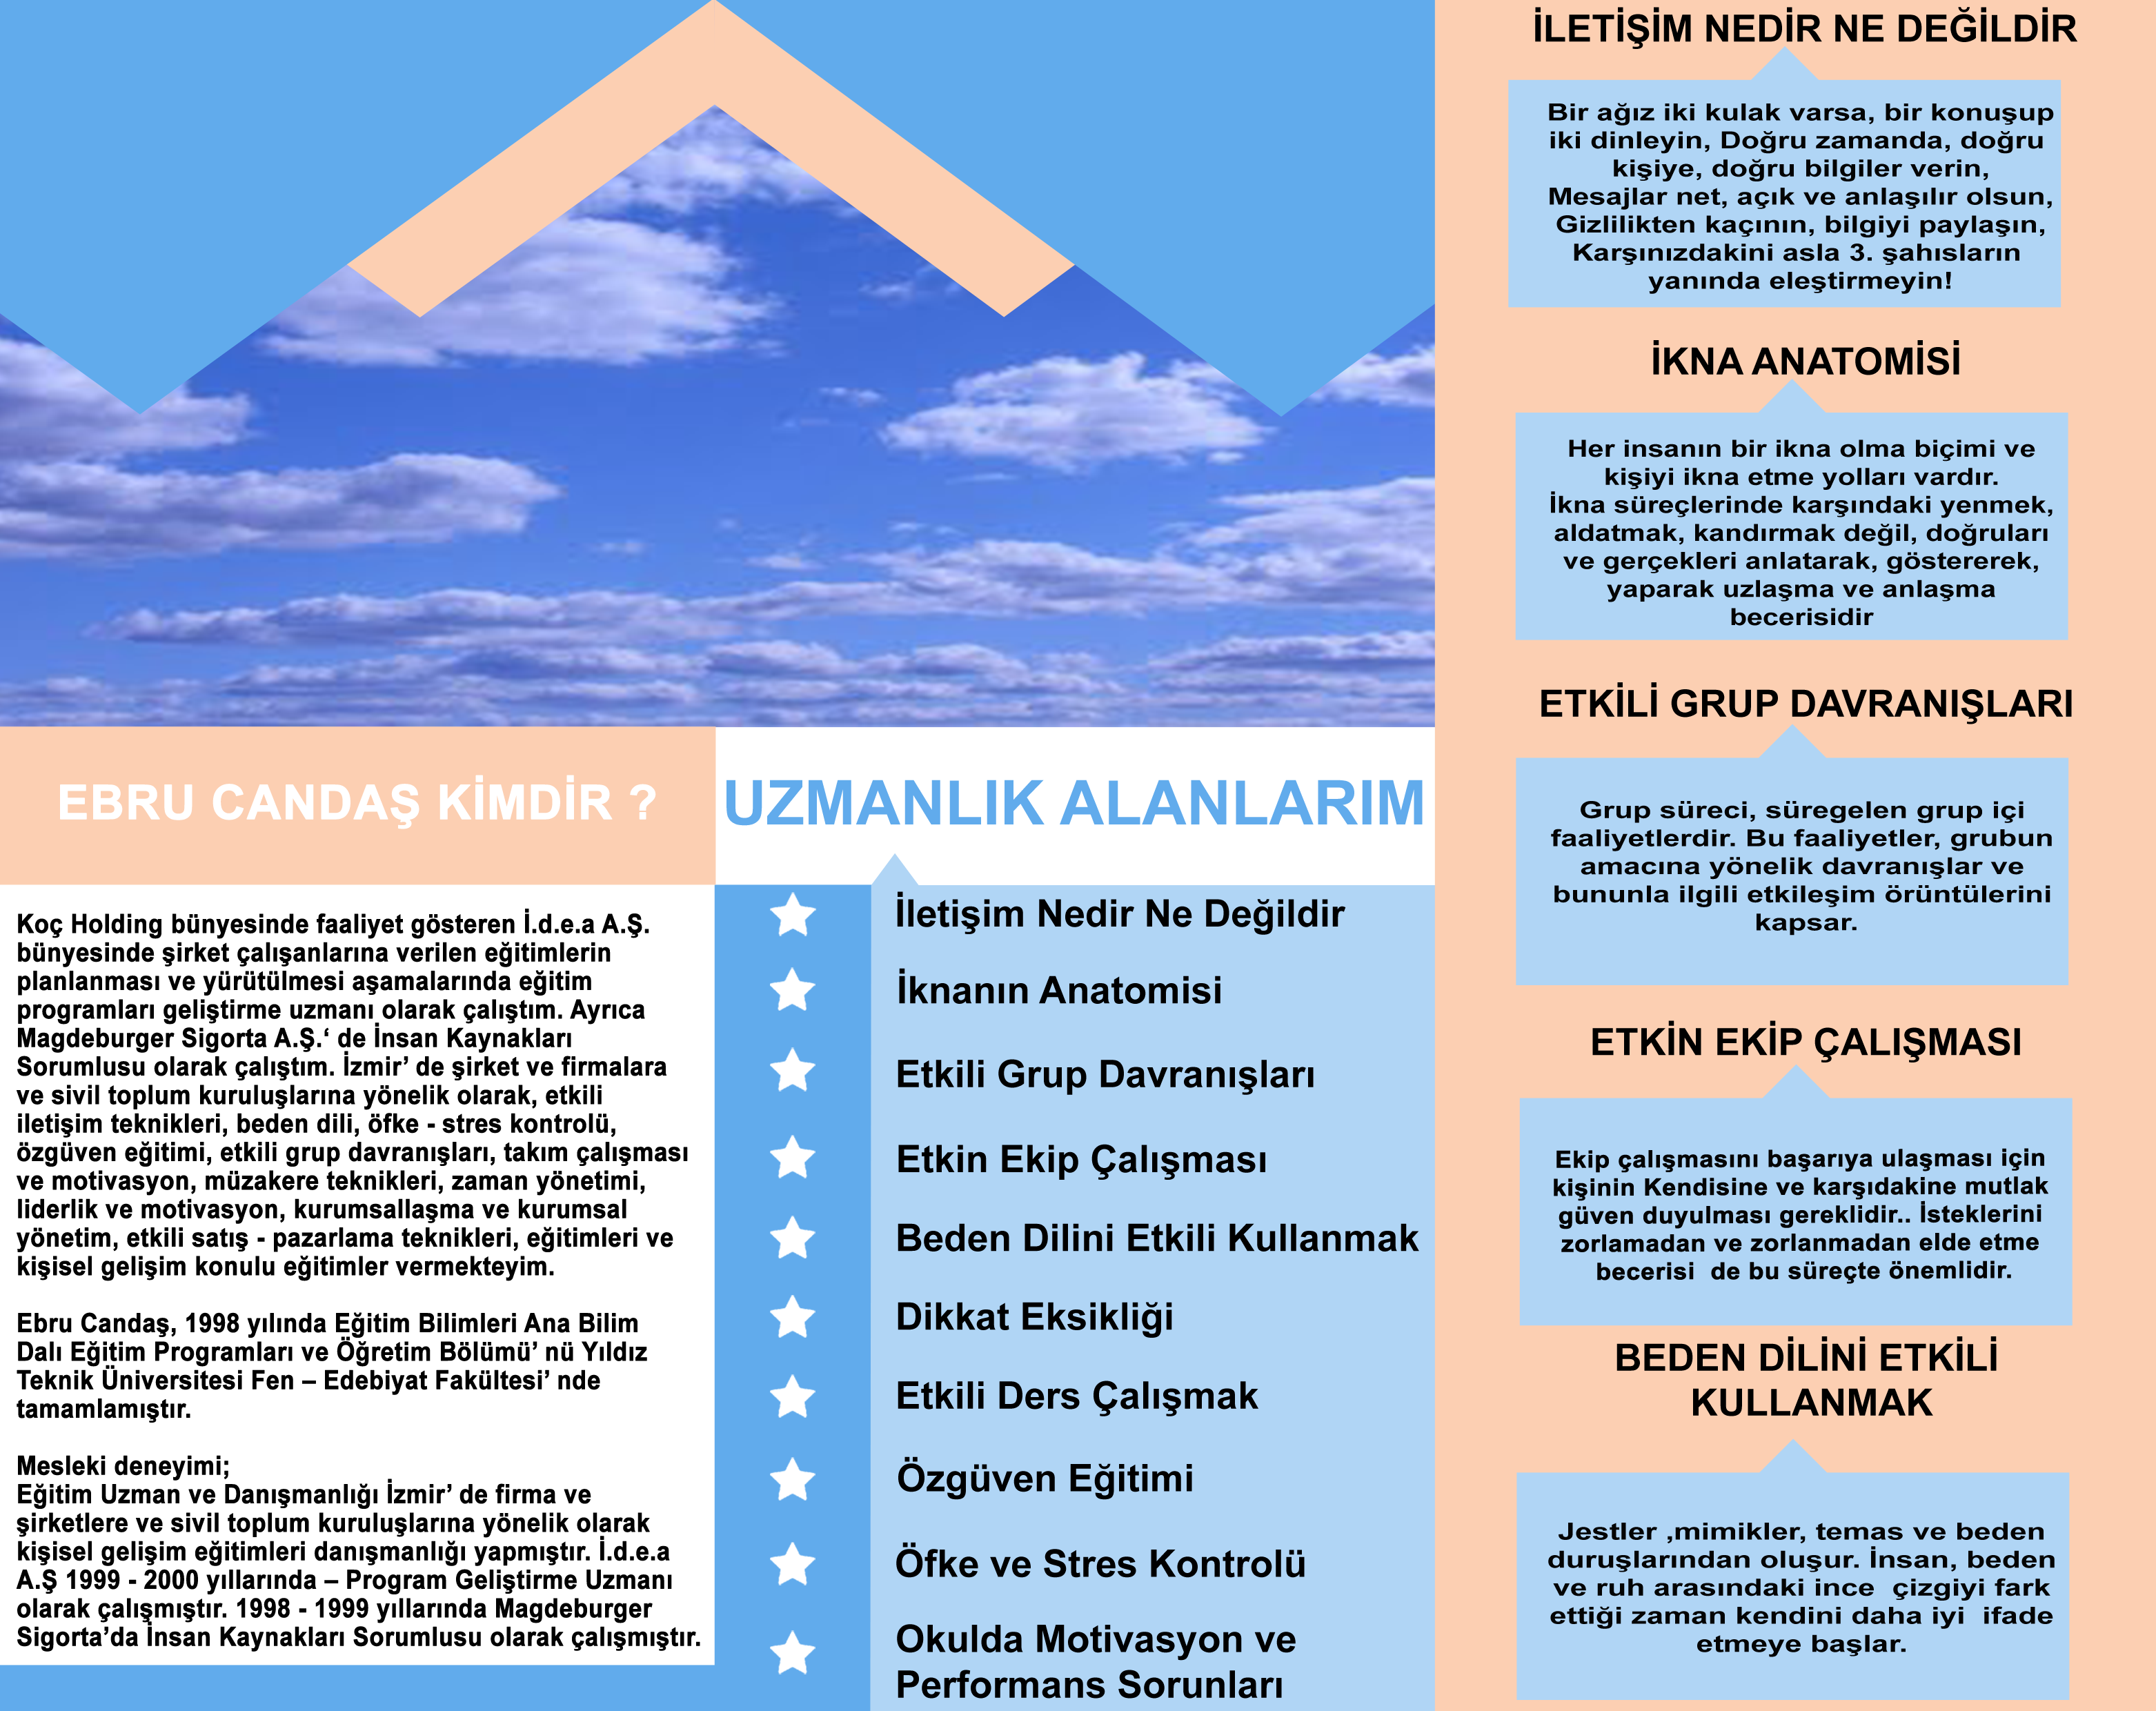 EBRU CANDAŞ KİMDİR ?
Koç Holding bünyesinde faaliyet gösteren İ.d.e.a A.Ş.
bünyesinde şirket çalışanlarına verilen eğitimlerin
planlanması ve yürütülmesi aşamalarında eğitim
programları geliştirme uzmanı olarak çalıştım. Ayrıca
Magdeburger Sigorta A.Ş.‘ de İnsan Kaynakları
Sorumlusu olarak çalıştım. İzmir’ de şirket ve firmalara
ve sivil toplum kuruluşlarına yönelik olarak, etkili
iletişim teknikleri, beden dili, öfke - stres kontrolü,
özgüven eğitimi, etkili grup davranışları, takım çalışması
ve motivasyon, müzakere teknikleri, zaman yönetimi,
liderlik ve motivasyon, kurumsallaşma ve kurumsal
yönetim, etkili satış - pazarlama teknikleri, eğitimleri ve
kişisel gelişim konulu eğitimler vermekteyim.
Ebru Candaş, 1998 yılında Eğitim Bilimleri Ana Bilim
Dalı Eğitim Programları ve Öğretim Bölümü’ nü Yıldız
Teknik Üniversitesi Fen – Edebiyat Fakültesi’ nde
tamamlamıştır.
Mesleki deneyimi;
Eğitim Uzman ve Danışmanlığı İzmir’ de firma ve
şirketlere ve sivil toplum kuruluşlarına yönelik olarak
kişisel gelişim eğitimleri danışmanlığı yapmıştır. İ.d.e.a
A.Ş 1999 - 2000 yıllarında – Program Geliştirme Uzmanı
olarak çalışmıştır. 1998 - 1999 yıllarında Magdeburger
Sigorta’da İnsan Kaynakları Sorumlusu olarak çalışmıştır.
UZMANLIK ALANLARIM
İletişim Nedir Ne Değildir
İknanın Anatomisi
Etkili Grup Davranışları
Etkin Ekip Çalışması
Beden Dilini Etkili Kullanmak
Dikkat Eksikliği
Etkili Ders Çalışmak
Özgüven Eğitimi
Öfke ve Stres Kontrolü
Okulda Motivasyon ve
Performans Sorunları
İLETİŞİM NEDİR NE DEĞİLDİR
Bir ağız iki kulak varsa, bir konuşup
iki dinleyin, Doğru zamanda, doğru
kişiye, doğru bilgiler verin,
Mesajlar net, açık ve anlaşılır olsun,
Gizlilikten kaçının, bilgiyi paylaşın,
Karşınızdakini asla 3. şahısların
yanında eleştirmeyin!
İKNA ANATOMİSİ
Her insanın bir ikna olma biçimi ve
kişiyi ikna etme yolları vardır.
İkna süreçlerinde karşındaki yenmek,
aldatmak, kandırmak değil, doğruları
ve gerçekleri anlatarak, göstererek,
yaparak uzlaşma ve anlaşma
becerisidir
ETKİLİ GRUP DAVRANIŞLARI
Grup süreci, süregelen grup içi
faaliyetlerdir. Bu faaliyetler, grubun
amacına yönelik davranışlar ve
bununla ilgili etkileşim örüntülerini
kapsar.
ETKİN EKİP ÇALIŞMASI
Ekip çalışmasını başarıya ulaşması için
kişinin Kendisine ve karşıdakine mutlak
güven duyulması gereklidir.. İsteklerini
zorlamadan ve zorlanmadan elde etme
becerisi  de bu süreçte önemlidir.
BEDEN DİLİNİ ETKİLİ
KULLANMAK
Jestler ,mimikler, temas ve beden
duruşlarından oluşur. İnsan, beden
ve ruh arasındaki ince  çizgiyi fark
ettiği zaman kendini daha iyi  ifade
etmeye başlar.